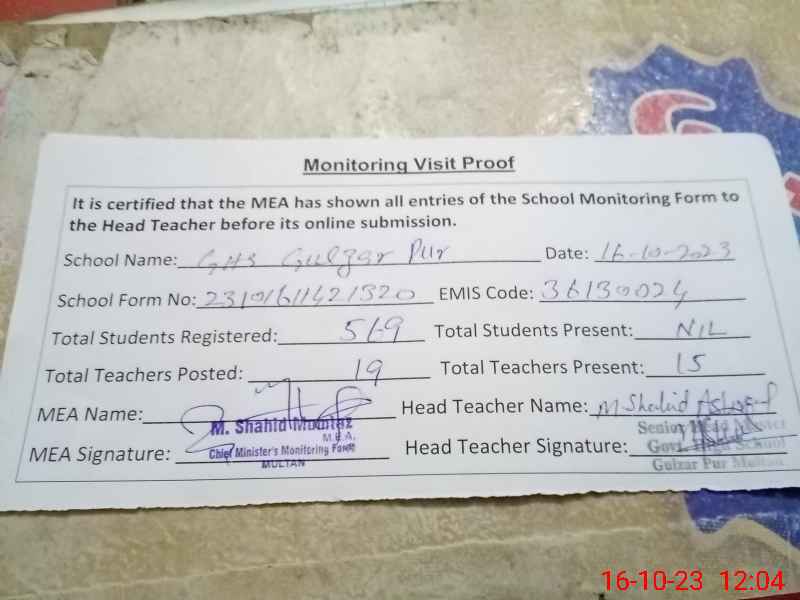 Monitoring Visit Proof
It is certified that the MEA has shown all entries of the School Monitoring Form to
the Head Teacher before its online submission.
School Name: GHS Gulzar Pur Date: 16-10-2023
School Form No: EMIS Code: 36130024
Total Students Registered: 569 Total Students Present: NIL
Total Teachers Posted: 19 Total Teachers Present: 15
MEA Name: Head Teacher Name: M Shahid Ashraf
M. Shahid Mumtaz
M.E.A.
MEA Signature: Chief Minister's Monitoring Force
MULTAN
Head Teacher Signature: Senior Head Master
Govt. High School
Gulzar Pur Multan
16-10-23 12:04